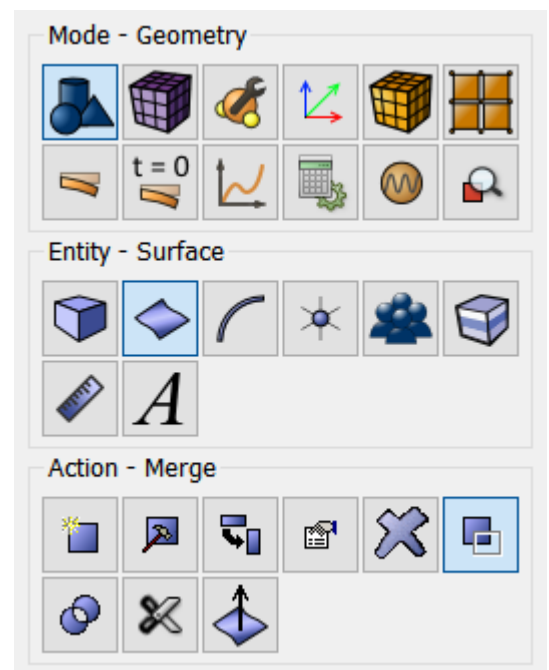 Mode - Geometry
t = 0
Entity - Surface
A
Action - Merge